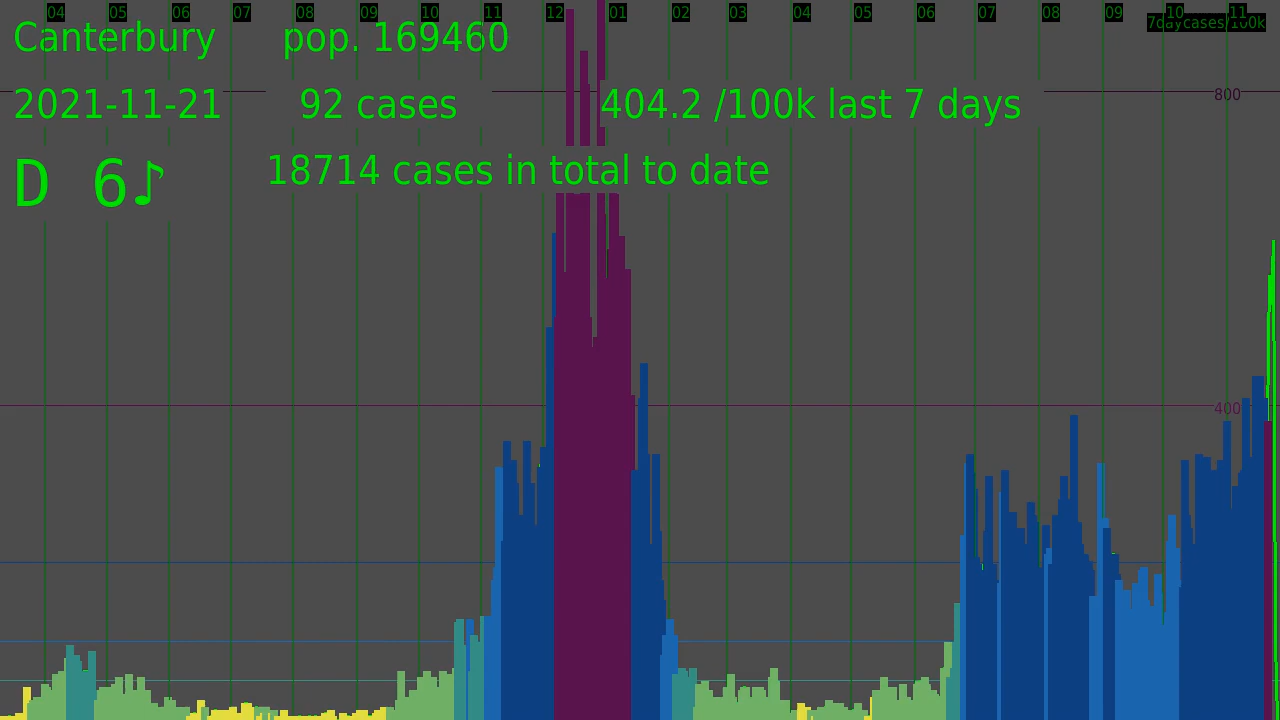 04 05 06 07 08 09 10 11 12 01 02 03 04 05 06 07 08 09 10 11
7daycases/100k
Canterbury pop. 169460
2021-11-21 92 cases 404.2 /100k last 7 days
800
D 6♪ 18714 cases in total to date
400